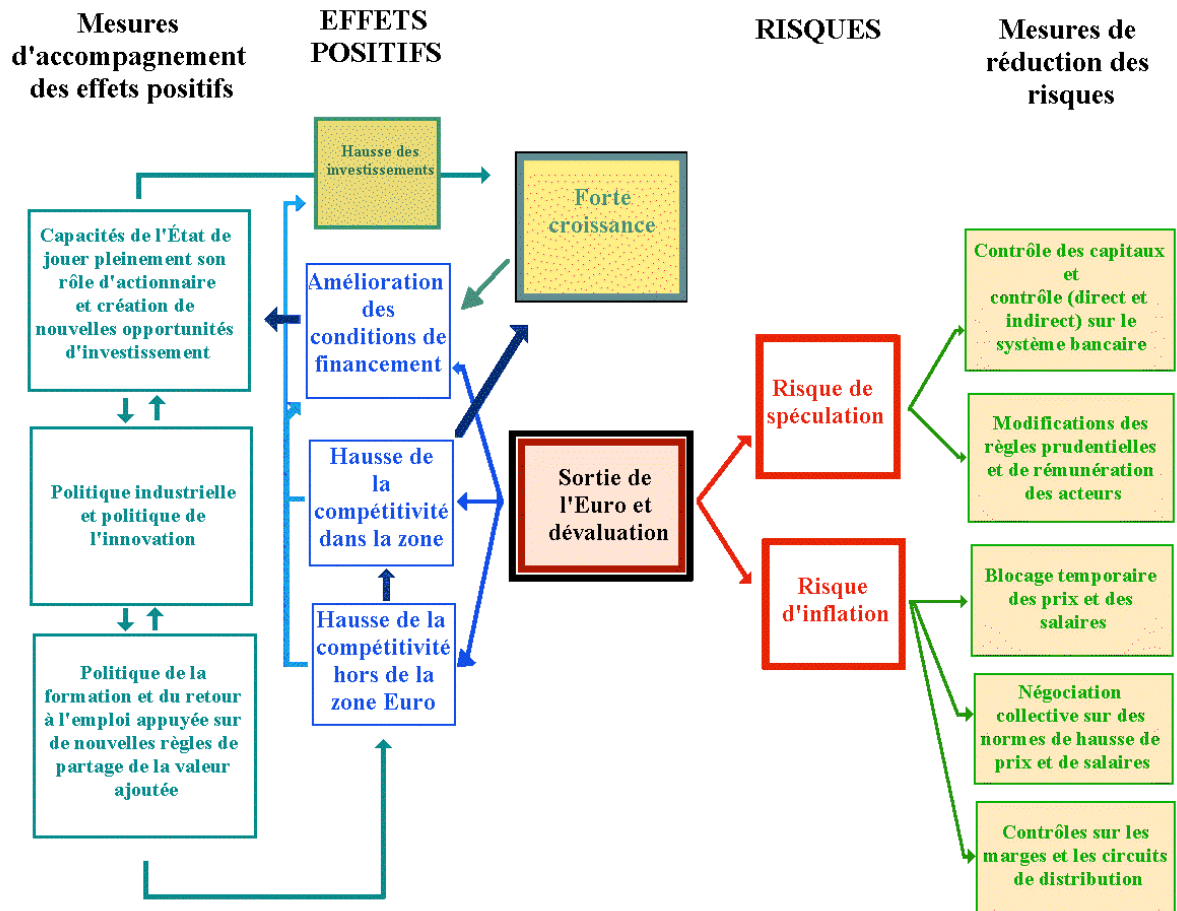 Mesures
d'accompagnement
des effets positifs
EFFETS
POSITIFS
RISQUES
Mesures de
réduction des
risques
Hausse des
investissements
Forte
croissance
Capacités de l'État de
jouer pleinement son
rôle d'actionnaire
et création de
nouvelles opportunités
d'investissement
Amélioration
des
conditions de
financement
Contrôle des capitaux
et
contrôle (direct et
indirect) sur le
système bancaire
Risque de
spéculation
Modifications des
règles prudentielles
et de rémunération
des acteurs
Politique industrielle
et politique de
l'innovation
Hausse de
la
compétitivité
dans la zone
Sortie de
l'Euro et
dévaluation
Risque
d'inflation
Blocage temporaire
des prix et des
salaires
Hausse de la
compétitivité
hors de la
zone Euro
Politique de la
formation et du retour
à l'emploi appuyée sur
de nouvelles règles de
partage de la valeur
ajoutée
Négociation
collective sur des
normes de hausse de
prix et de salaires
Contrôles sur les
marges et les circuits
de distribution